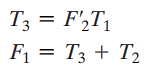 T₃ = F′₂T₁
F₁ = T₃ + T₂